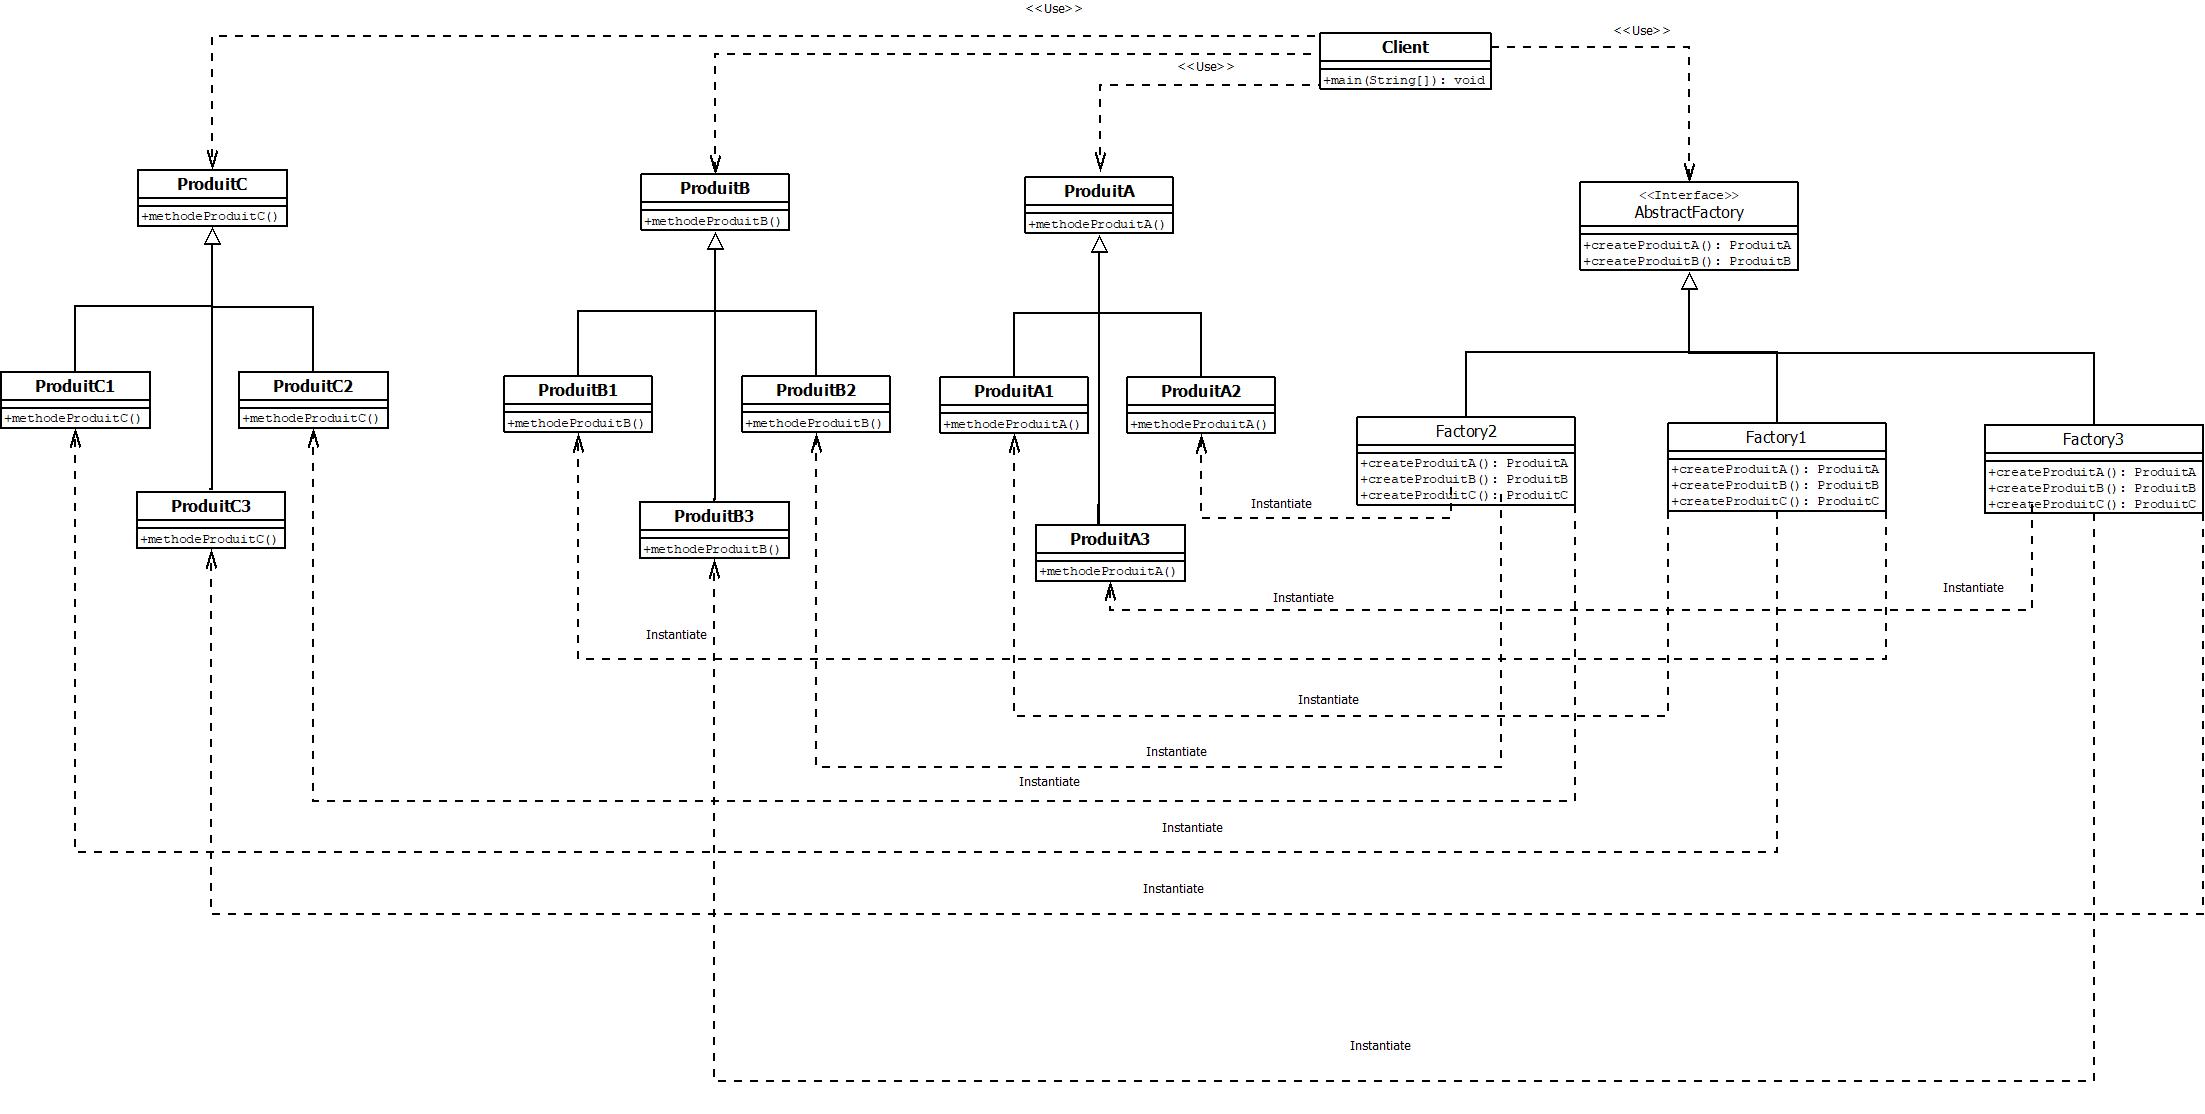 <<Use>>
<<Use>>
Client
<<Use>>
+main(String[]): void
ProduitC
+methodeProduitC()
ProduitB
+methodeProduitB()
ProduitA
+methodeProduitA()
<<Interface>>
AbstractFactory
+createProduitA(): ProduitA
+createProduitB(): ProduitB
ProduitC1
+methodeProduitC()
ProduitC2
+methodeProduitC()
ProduitB1
+methodeProduitB()
ProduitB2
+methodeProduitB()
ProduitA1
+methodeProduitA()
ProduitA2
+methodeProduitA()
Factory2
+createProduitA(): ProduitA
+createProduitB(): ProduitB
+createProduitC(): ProduitC
Factory1
+createProduitA(): ProduitA
+createProduitB(): ProduitB
+createProduitC(): ProduitC
Factory3
+createProduitA(): ProduitA
+createProduitB(): ProduitB
+createProduitC(): ProduitC
ProduitC3
+methodeProduitC()
ProduitB3
+methodeProduitB()
Instantiate
ProduitA3
+methodeProduitA()
Instantiate
Instantiate
Instantiate
Instantiate
Instantiate
Instantiate
Instantiate
Instantiate
Instantiate